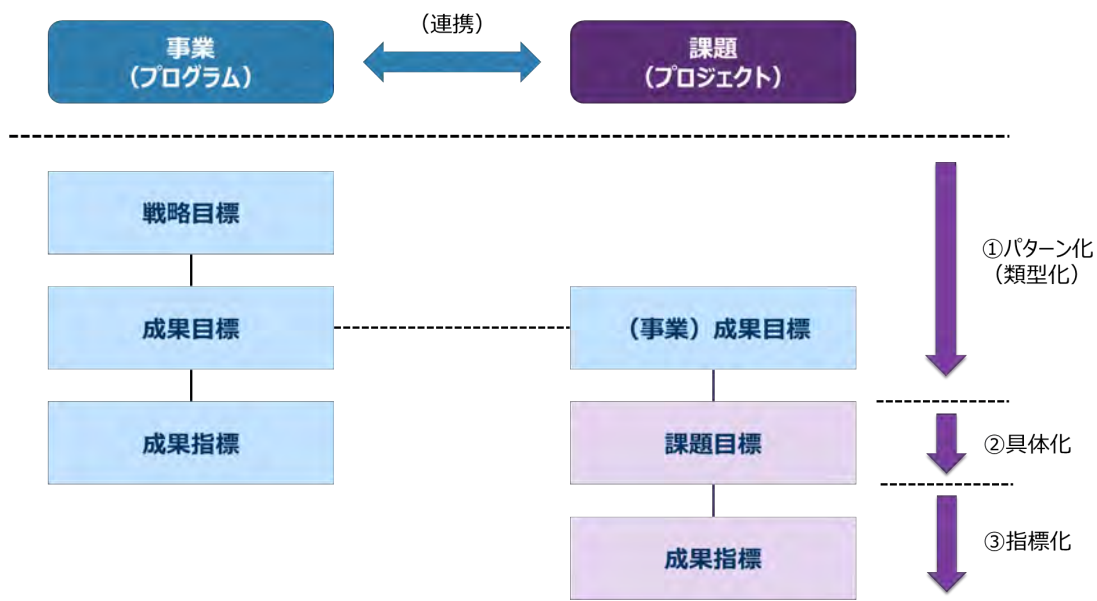 (連携)
事業
(プログラム)
課題
(プロジェクト)
戦略目標
成果目標
成果指標
(事業)成果目標
課題目標
成果指標
①パターン化
(類型化)
②具体化
③指標化